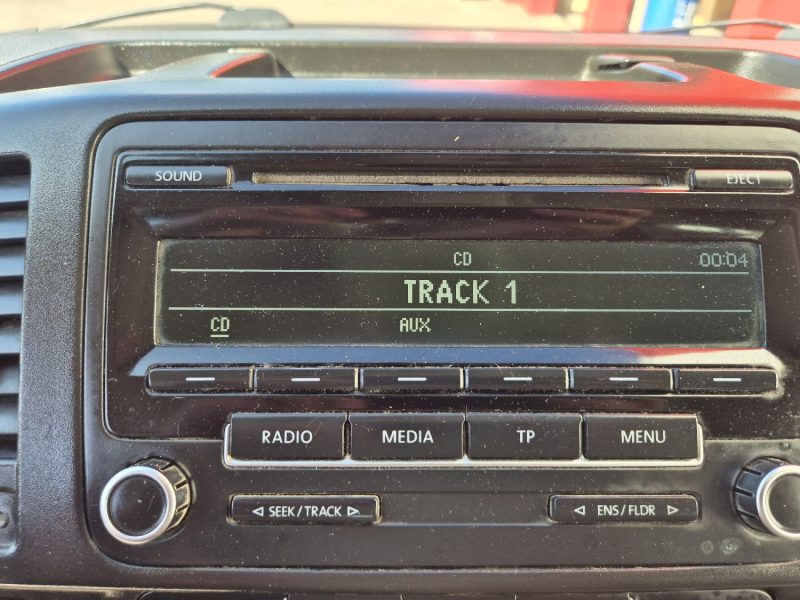 SOUND EJECT
CD 00:04
TRACK 1
CD AUX
RADIO MEDIA TP MENU
◁ SEEK / TRACK ▷ ◁ ENS / FLDR ▷